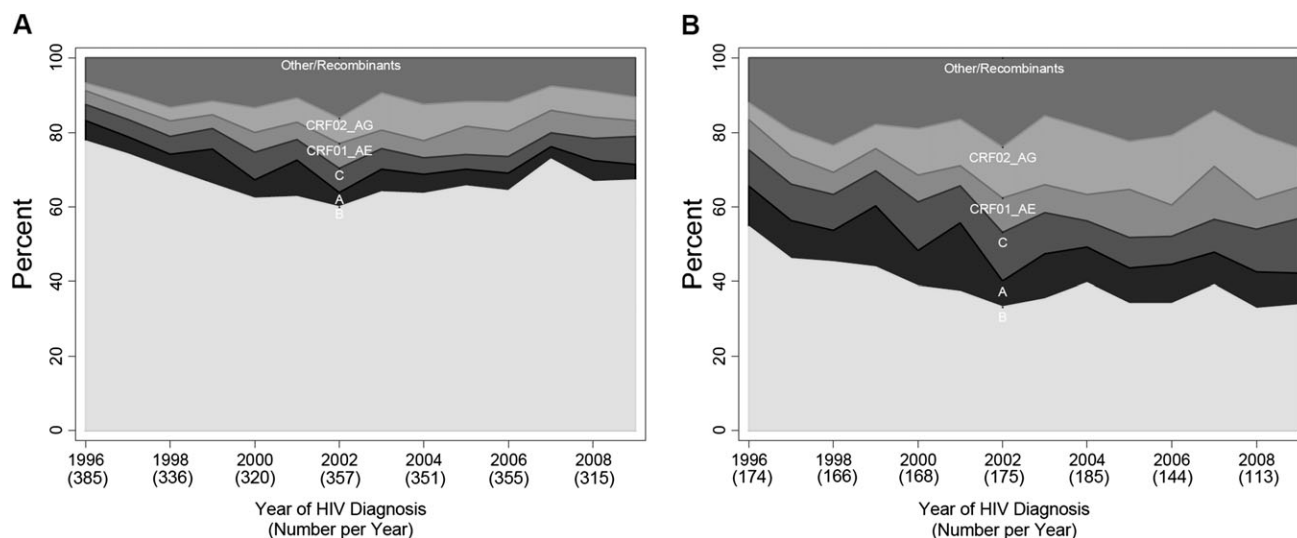 A
100
80
60
40
20
0
Percent
Other/Recombinants
CRF02_AG
CRF01_AE
C
A
B
1996 1998 2000 2002 2004 2006 2008
(385) (336) (320) (357) (351) (355) (315)
Year of HIV Diagnosis
(Number per Year)
B
100
80
60
40
20
0
Percent
Other/Recombinants
CRF02_AG
CRF01_AE
C
A
B
1996 1998 2000 2002 2004 2006 2008
(174) (166) (168) (175) (185) (144) (113)
Year of HIV Diagnosis
(Number per Year)